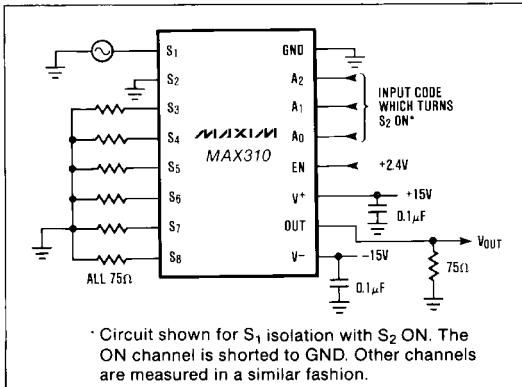 S1
S2
S3
S4
S5
S6
S7
S8
ALL 75Ω
MAXIM
MAX310
GND
A2
A1
A0
EN
V+
OUT
V-
INPUT CODE
WHICH TURNS
S2 ON*
+2.4V
+15V
0.1μF
VOUT
-15V
75Ω
0.1μF
* Circuit shown for S1 isolation with S2 ON. The
ON channel is shorted to GND. Other channels
are measured in a similar fashion.